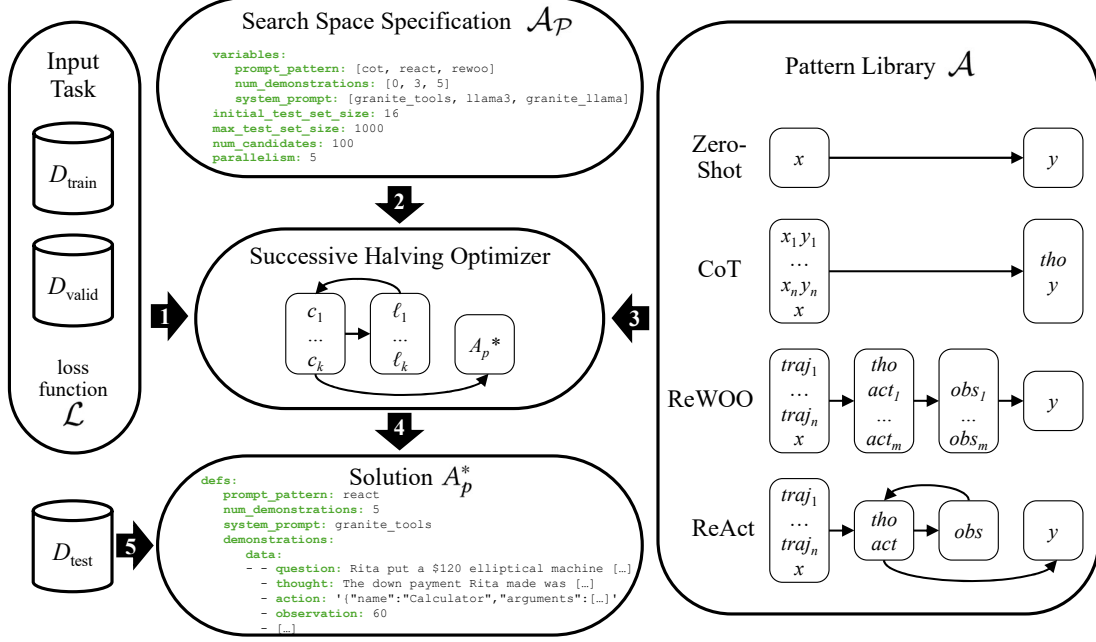 Input
Task
D_train
D_valid
loss
function
ℒ
Search Space Specification 𝒜_𝒫
variables:
prompt_pattern: [cot, react, rewoo]
num_demonstrations: [0, 3, 5]
system_prompt: [granite_tools, llama3, granite_llama]
initial_test_set_size: 16
max_test_set_size: 1000
num_candidates: 100
parallelism: 5
2
1
Successive Halving Optimizer
c_1
...
c_k
ℓ_1
...
ℓ_k
A_p*
3
4
D_test
5
Solution A_p^*
defs:
prompt_pattern: react
num_demonstrations: 5
system_prompt: granite_tools
demonstrations:
data:
- - question: Rita put a $120 elliptical machine […]
- thought: The down payment Rita made was […]
- action: '{"name":"Calculator","arguments":[…]'
- observation: 60
- […]
Pattern Library 𝒜
Zero-
Shot
x
y
CoT
x_1 y_1
...
x_n y_n
x
tho
y
ReWOO
traj_1
...
traj_n
x
tho
act_1
...
act_m
obs_1
...
obs_m
y
ReAct
traj_1
...
traj_n
x
tho
act
obs
y